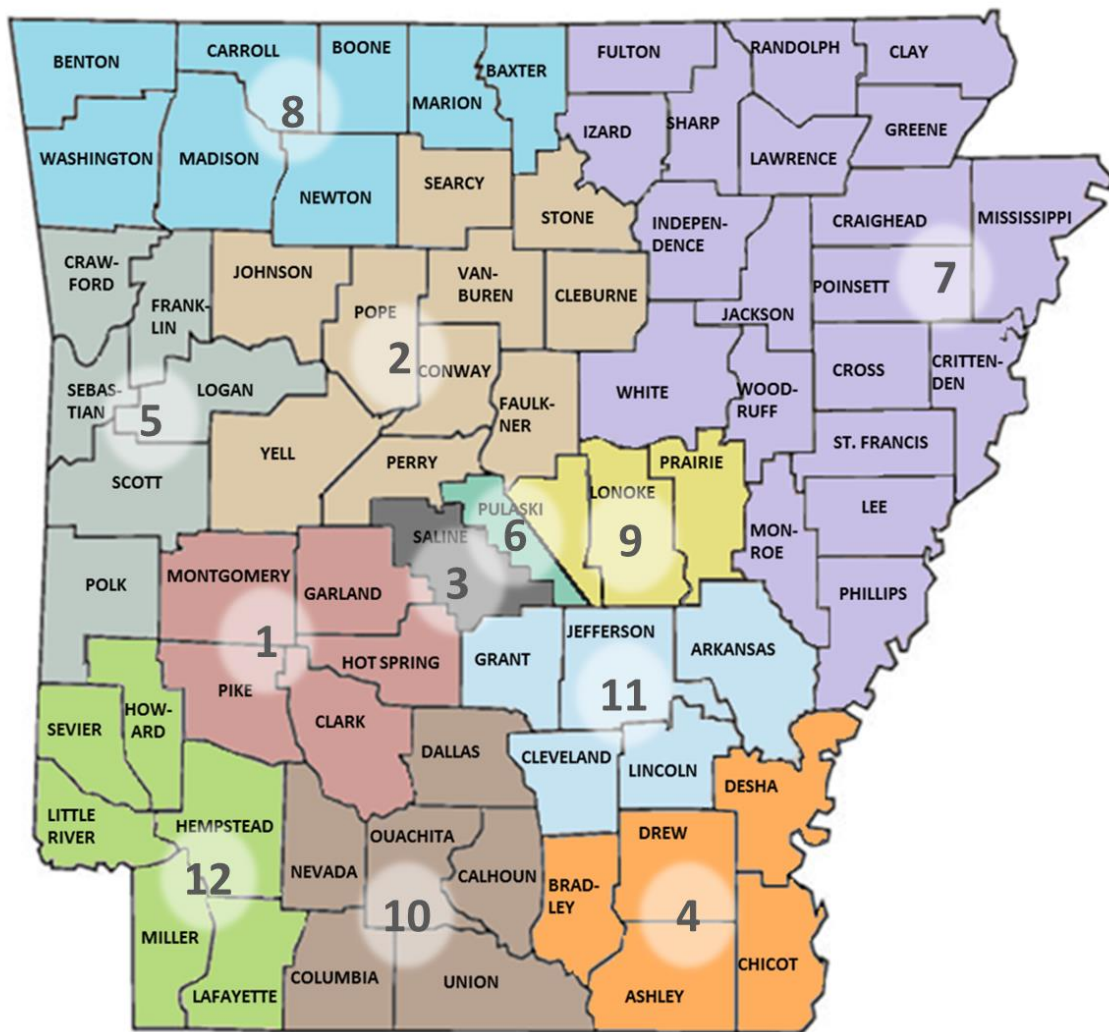 BENTON
CARROLL
BOONE
BAXTER
MARION
FULTON
RANDOLPH
CLAY
8
IZARD
SHARP
GREENE
WASHINGTON
MADISON
LAWRENCE
NEWTON
SEARCY
STONE
INDEPEN-
DENCE
CRAIGHEAD
MISSISSIPPI
CRAW-
FORD
JOHNSON
VAN-
BUREN
CLEBURNE
7
POINSETT
FRANK-
LIN
POPE
2
JACKSON
SEBAS-
TIAN
LOGAN
CONWAY
WHITE
WOOD-
RUFF
CROSS
CRITTEN-
DEN
5
FAULK-
NER
YELL
PERRY
ST. FRANCIS
SCOTT
PRAIRIE
LONOKE
PULASKI
SALINE
6
9
MON-
ROE
LEE
3
POLK
MONTGOMERY
GARLAND
PHILLIPS
1
HOT SPRING
GRANT
JEFFERSON
ARKANSAS
PIKE
11
SEVIER
HOW-
ARD
CLARK
DALLAS
CLEVELAND
LINCOLN
DESHA
LITTLE
RIVER
HEMPSTEAD
OUACHITA
DREW
12
NEVADA
CALHOUN
BRAD-
LEY
10
4
MILLER
COLUMBIA
UNION
CHICOT
LAFAYETTE
ASHLEY